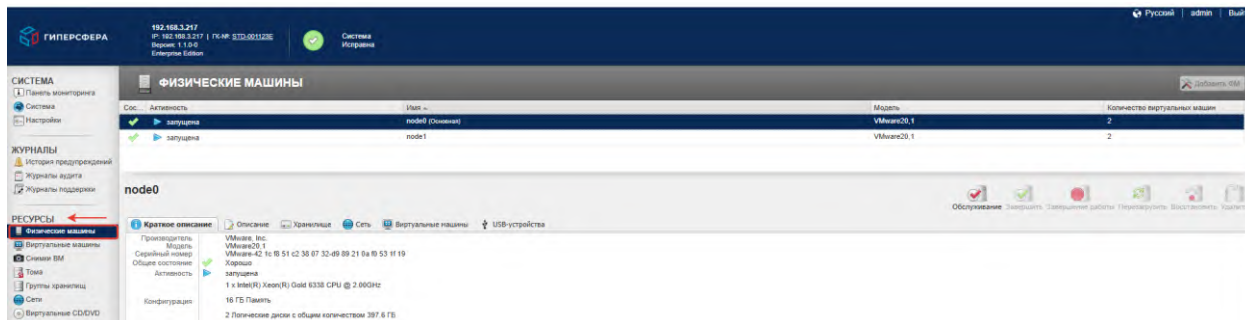 Русский admin Вый
ГИПЕРСФЕРА
192.168.3.217
IP: 192.168.3.217 | ПК-№: STD-001123E
Версия: 1.1.0-0
Enterprise Edition
Система
Исправна
СИСТЕМА
Панель мониторинга
Система
Настройки
ЖУРНАЛЫ
История предупреждений
Журналы аудита
Журналы поддержки
РЕСУРСЫ
Физические машины
Виртуальные машины
Снимки ВМ
Тома
Группы хранилищ
Сети
Виртуальные CD/DVD
ФИЗИЧЕСКИЕ МАШИНЫ
Добавить ФМ
Сос... Активность Имя Модель Количество виртуальных машин
запущена node0 (Основная) VMware20,1 2
запущена node1 VMware20,1 2
node0
Обслуживание Завершить Завершение работы Перезагрузить Восстановить Удалить
Краткое описание Описание Хранилище Сеть Виртуальные машины USB-устройства
Производитель VMware, Inc.
Модель VMware20,1
Серийный номер VMware-42 1c f8 51 c2 38 07 32-d9 89 21 0a f0 53 1f 19
Общее состояние Хорошо
Активность запущена
1 x Intel(R) Xeon(R) Gold 6338 CPU @ 2.00GHz
Конфигурация 16 ГБ Память
2 Логические диски с общим количеством 397.6 ГБ